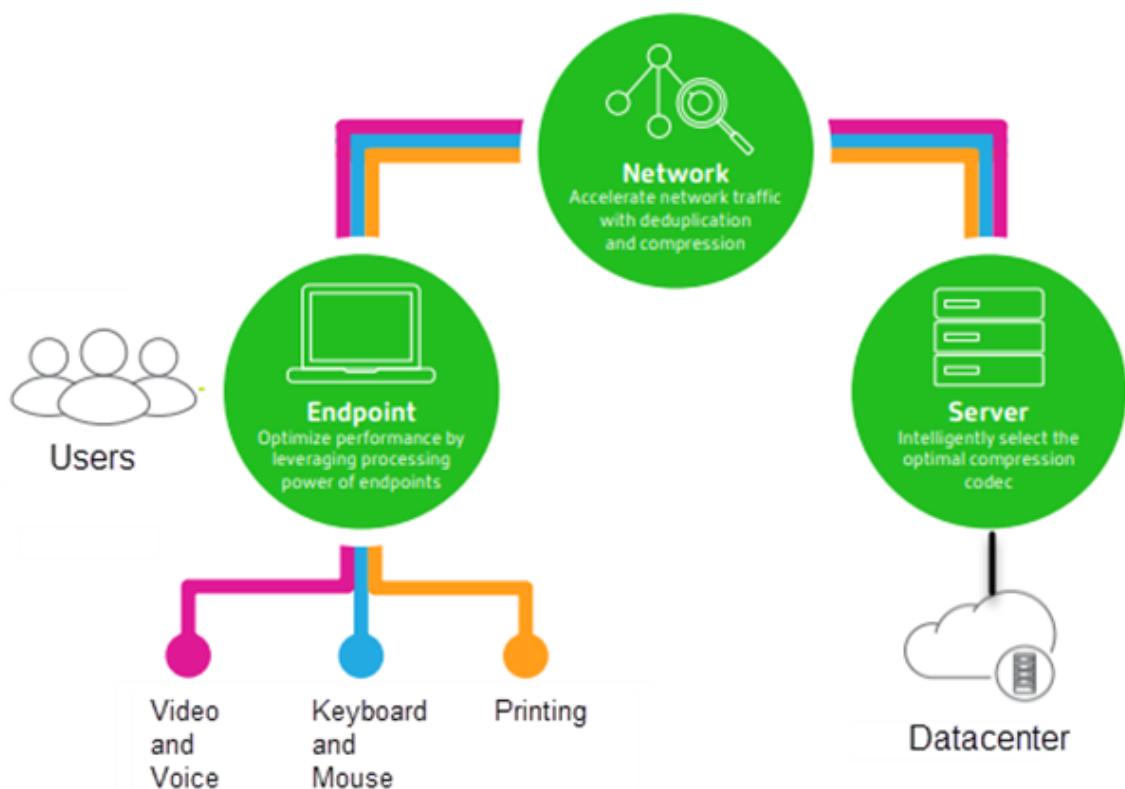 Network
Accelerate network traffic
with deduplication
and compression
Endpoint
Optimize performance by
leveraging processing
power of endpoints
Server
Intelligently select the
optimal compression
codec
Users
Video
and
Voice
Keyboard
and
Mouse
Printing
Datacenter